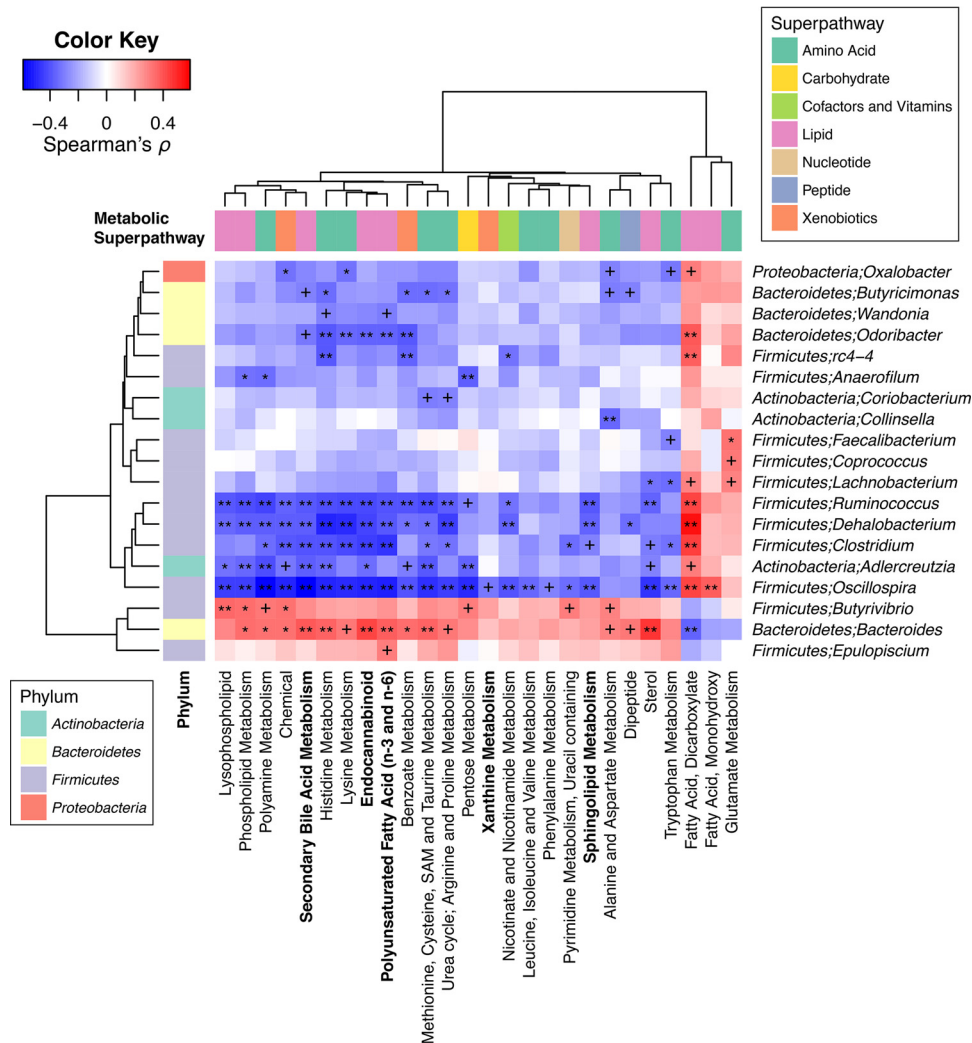 Color Key
−0.4 0 0.4
Spearman's ρ
Superpathway
Amino Acid
Carbohydrate
Cofactors and Vitamins
Lipid
Nucleotide
Peptide
Xenobiotics
Metabolic
Superpathway
* * + + +
Proteobacteria;Oxalobacter
+ * * * * + +
Bacteroidetes;Butyricimonas
+ +
Bacteroidetes;Wandonia
+ ** ** ** ** ** **
Bacteroidetes;Odoribacter
** ** * **
Firmicutes;rc4−4
* * **
Firmicutes;Anaerofilum
+ +
Actinobacteria;Coriobacterium
**
Actinobacteria;Collinsella
+ *
Firmicutes;Faecalibacterium
+
Firmicutes;Coprococcus
* * + +
Firmicutes;Lachnobacterium
** ** ** ** ** ** ** ** ** ** ** ** + * ** ** **
Firmicutes;Ruminococcus
** ** ** ** ** ** ** ** ** * * ** ** ** * **
Firmicutes;Dehalobacterium
* ** ** ** ** ** ** * * * + + * **
Firmicutes;Clostridium
* ** ** + ** ** * + ** ** + +
Actinobacteria;Adlercreutzia
** ** ** ** ** ** ** ** ** ** ** ** ** + ** ** + * ** ** ** ** **
Firmicutes;Oscillospira
** * + * + + +
Firmicutes;Butyrivibrio
* * * ** ** + ** ** * ** + + + ** **
Bacteroidetes;Bacteroides
+
Firmicutes;Epulopiscium
Phylum
Lysophospholipid
Phospholipid Metabolism
Polyamine Metabolism
Chemical
Secondary Bile Acid Metabolism
Histidine Metabolism
Lysine Metabolism
Endocannabinoid
Polyunsaturated Fatty Acid (n−3 and n−6)
Benzoate Metabolism
Methionine, Cysteine, SAM and Taurine Metabolism
Urea cycle; Arginine and Proline Metabolism
Pentose Metabolism
Xanthine Metabolism
Nicotinate and Nicotinamide Metabolism
Leucine, Isoleucine and Valine Metabolism
Phenylalanine Metabolism
Pyrimidine Metabolism, Uracil containing
Sphingolipid Metabolism
Alanine and Aspartate Metabolism
Dipeptide
Sterol
Tryptophan Metabolism
Fatty Acid, Dicarboxylate
Fatty Acid, Monohydroxy
Glutamate Metabolism
Phylum
Actinobacteria
Bacteroidetes
Firmicutes
Proteobacteria